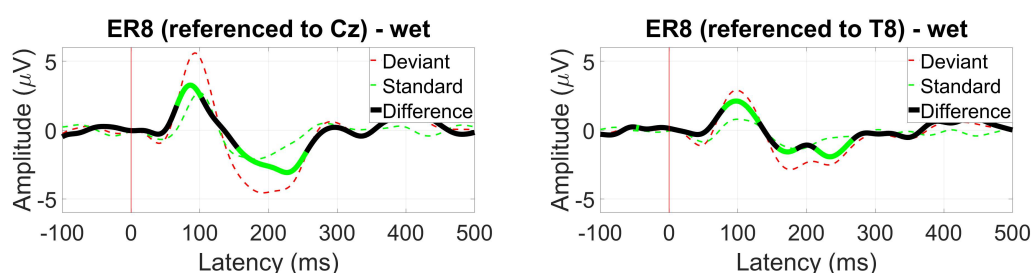 ER8 (referenced to Cz) - wet
Amplitude (μV)
5
0
-5
Deviant
Standard
Difference
-100 0 100 200 300 400 500
Latency (ms)
ER8 (referenced to T8) - wet
Amplitude (μV)
5
0
-5
Deviant
Standard
Difference
-100 0 100 200 300 400 500
Latency (ms)